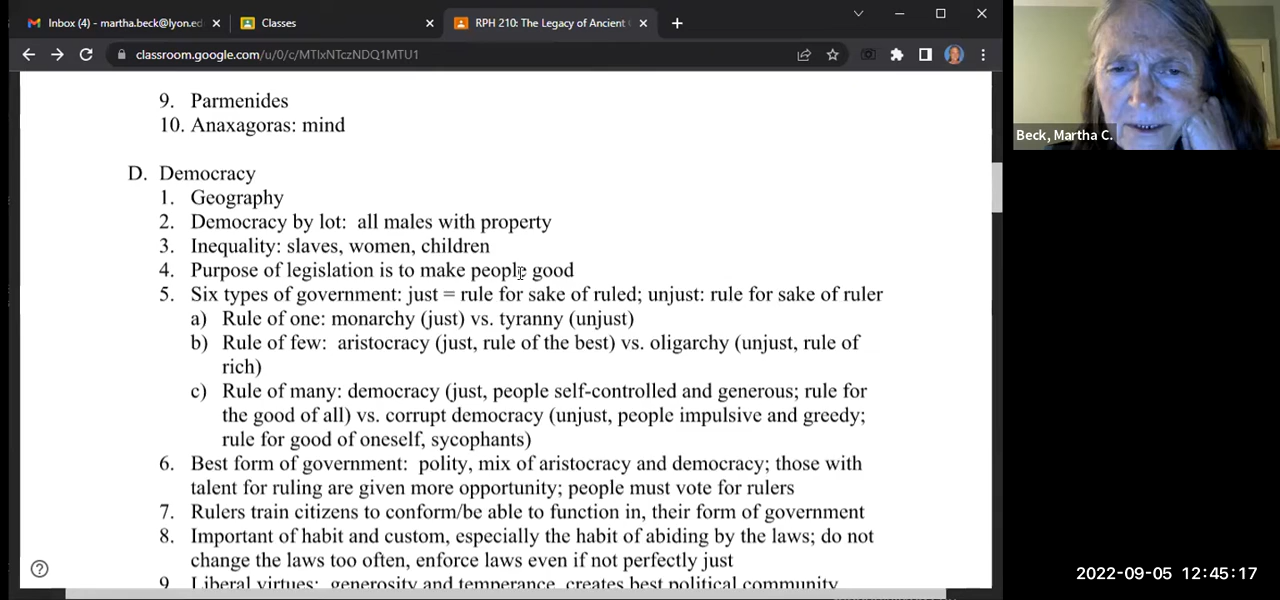 Inbox (4) - martha.beck@lyon.ed
Classes
RPH 210: The Legacy of Ancient
classroom.google.com/u/0/c/MTIxNTczNDQ1MTU1
9. Parmenides
10. Anaxagoras: mind
D. Democracy
1. Geography
2. Democracy by lot: all males with property
3. Inequality: slaves, women, children
4. Purpose of legislation is to make people good
5. Six types of government: just = rule for sake of ruled; unjust: rule for sake of ruler
a) Rule of one: monarchy (just) vs. tyranny (unjust)
b) Rule of few: aristocracy (just, rule of the best) vs. oligarchy (unjust, rule of
rich)
c) Rule of many: democracy (just, people self-controlled and generous; rule for
the good of all) vs. corrupt democracy (unjust, people impulsive and greedy;
rule for good of oneself, sycophants)
6. Best form of government: polity, mix of aristocracy and democracy; those with
talent for ruling are given more opportunity; people must vote for rulers
7. Rulers train citizens to conform/be able to function in, their form of government
8. Important of habit and custom, especially the habit of abiding by the laws; do not
change the laws too often, enforce laws even if not perfectly just
9. Liberal virtues: generosity and temperance, creates best political community
Beck, Martha C.
2022-09-05 12:45:17